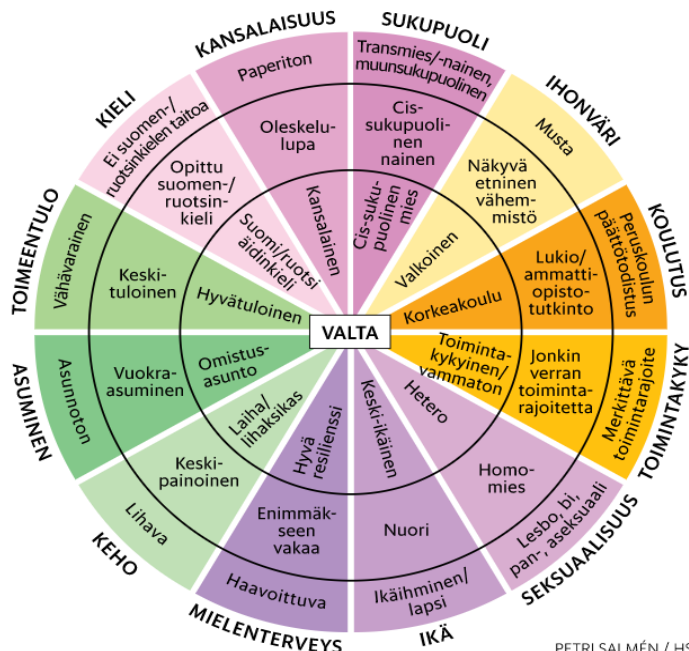 KANSALAISUUS
Paperiton
Oleskelu-
lupa
Kansalainen
SUKUPUOLI
Transmies/-nainen,
muunsukupuolinen
Cis-
sukupuoli-
nen
nainen
Cis-suku-
puolinen
mies
IHONVÄRI
Musta
Näkyvä
etninen
vähem-
mistö
Valkoinen
KOULUTUS
Peruskoulun
päättötodistus
Lukio/
ammatti-
opisto-
tutkinto
Korkeakoulu
TOIMINTAKYKY
Merkittävä
toimintarajoite
Jonkin
verran
toiminta-
rajoitetta
Toiminta-
kykyinen/
vammaton
SEKSUAALISUUS
Lesbo, bi,
pan-, aseksuaali
Homo-
mies
Hetero
IKÄ
Ikäihminen/
lapsi
Nuori
Keski-ikäinen
MIELENTERVEYS
Haavoittuva
Enimmäk-
seen
vakaa
Hyvä
resilienssi
KEHO
Lihava
Keski-
painoinen
Laiha/
lihaksikas
ASUMINEN
Asunnoton
Vuokra-
asuminen
Omistus-
asunto
TOIMEENTULO
Vähävarainen
Keski-
tuloinen
Hyvätuloinen
KIELI
Ei suomen-/
ruotsinkielen taitoa
Opittu
suomen-/
ruotsin-
kieli
Suomi/ruotsi
äidinkieli
VALTA
PETRI SALMÉN / HS